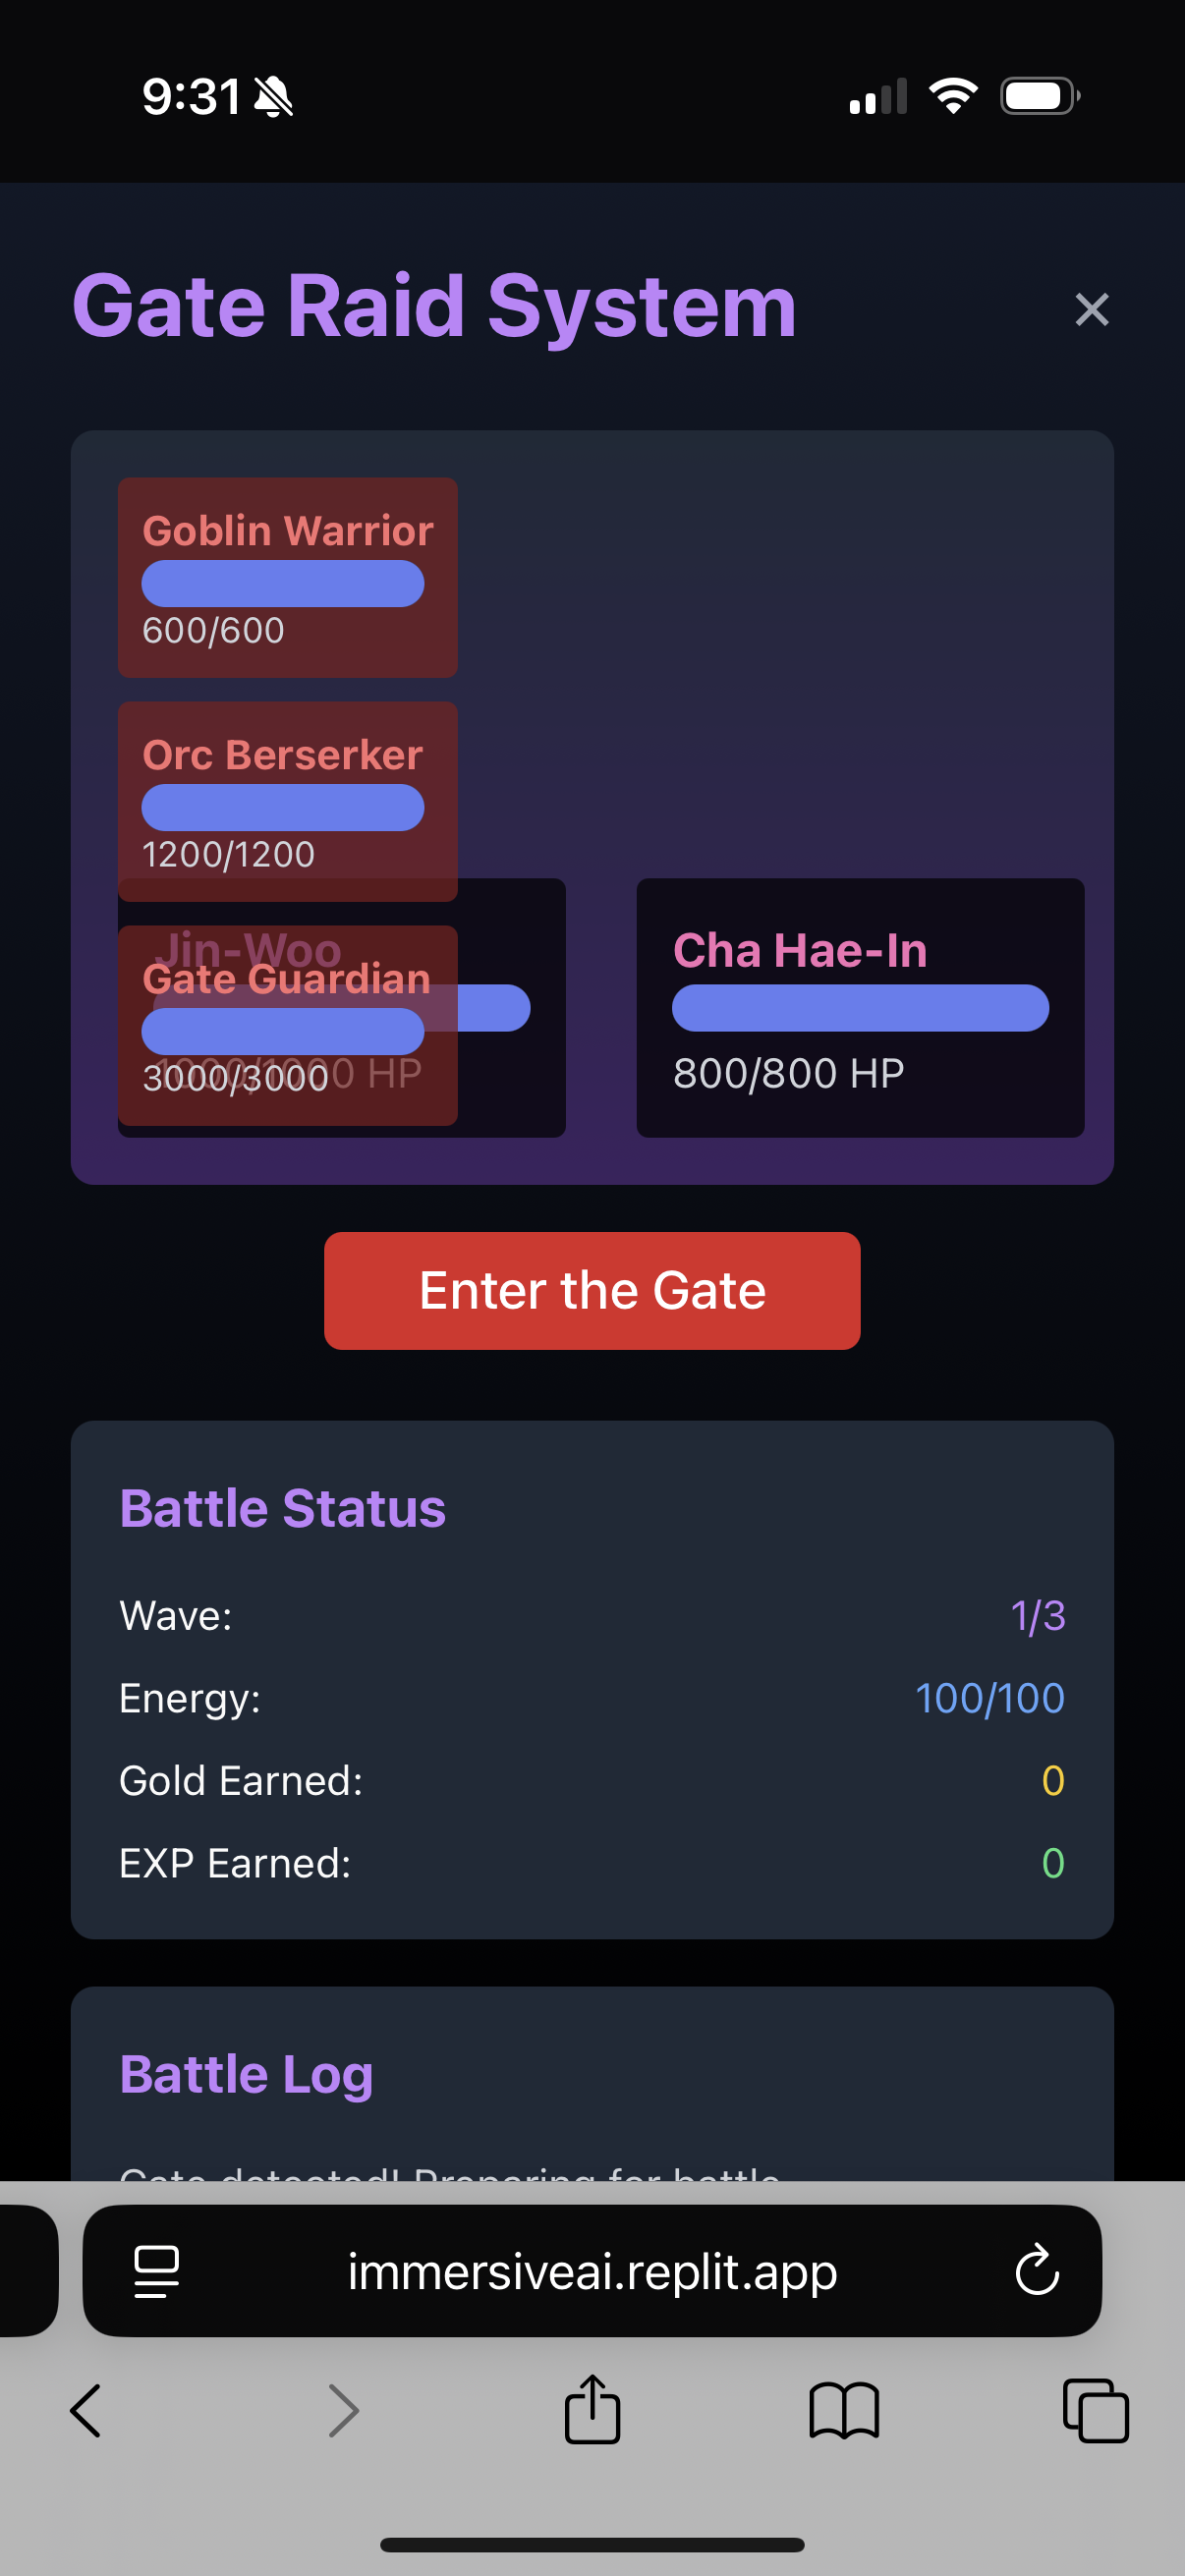 9:31
Gate Raid System
Goblin Warrior
600/600
Orc Berserker
1200/1200
Jin-Woo
Gate Guardian
1000/1000 HP
3000/3000
Cha Hae-In
800/800 HP
Enter the Gate
Battle Status
Wave: 1/3
Energy: 100/100
Gold Earned: 0
EXP Earned: 0
Battle Log
Gate detected! Preparing for battle
immersiveai.replit.app